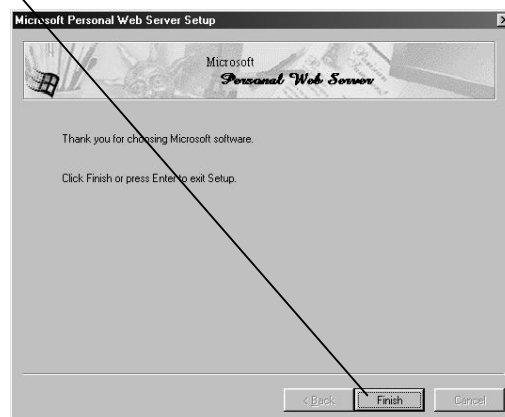 Microsoft Personal Web Server Setup
Microsoft
Personal Web Server
Thank you for choosing Microsoft software.
Click Finish or press Enter to exit Setup.
< Back Finish Cancel